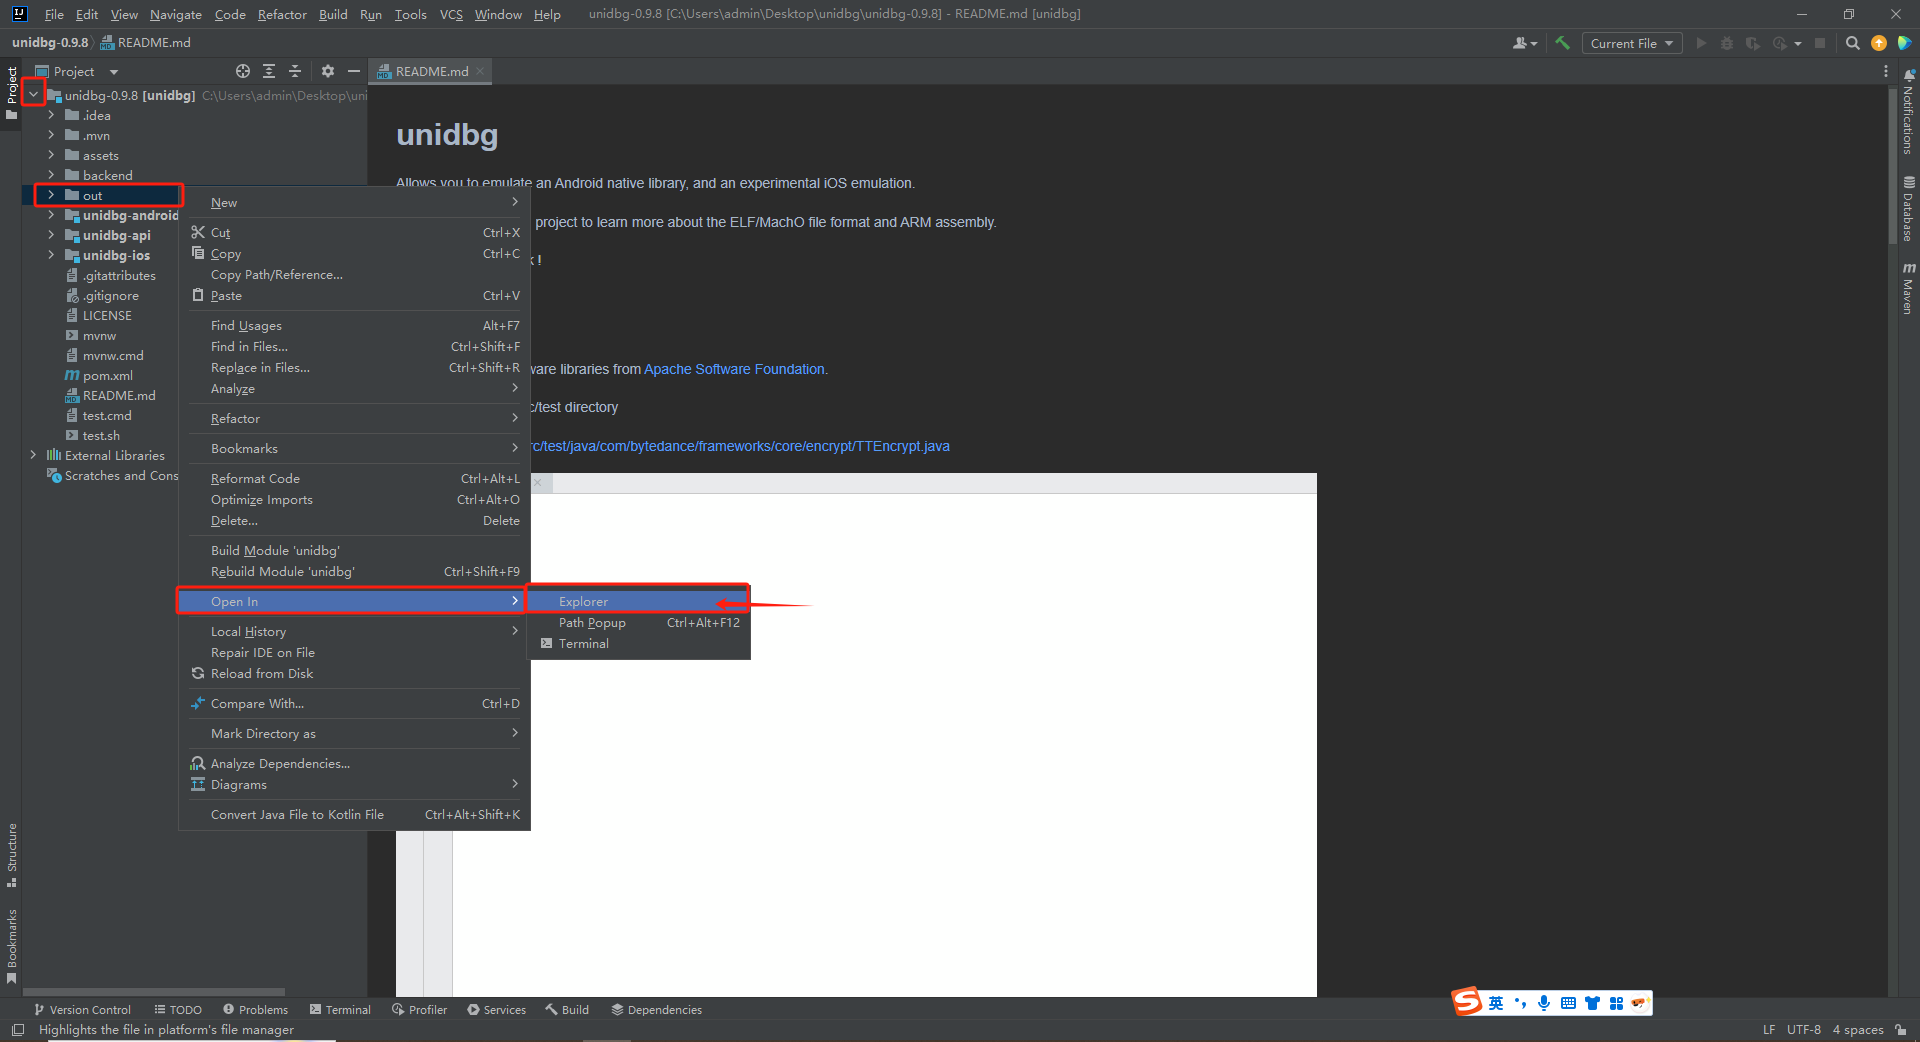 File Edit View Navigate Code Refactor Build Run Tools VCS Window Help unidbg-0.9.8 [C:\Users\admin\Desktop\unidbg\unidbg-0.9.8] - README.md [unidbg]
unidbg-0.9.8 README.md
Current File
Project
README.md
Project
unidbg-0.9.8 [unidbg] C:\Users\admin\Desktop\uni
.idea
.mvn
assets
backend
out
unidbg-android
unidbg-api
unidbg-ios
.gitattributes
.gitignore
LICENSE
mvnw
mvnw.cmd
pom.xml
README.md
test.cmd
test.sh
External Libraries
Scratches and Cons
New
Cut Ctrl+X
Copy Ctrl+C
Copy Path/Reference...
Paste Ctrl+V
Find Usages Alt+F7
Find in Files... Ctrl+Shift+F
Replace in Files... Ctrl+Shift+R
Analyze
Refactor
Bookmarks
Reformat Code Ctrl+Alt+L
Optimize Imports Ctrl+Alt+O
Delete... Delete
Build Module 'unidbg'
Rebuild Module 'unidbg' Ctrl+Shift+F9
Open In
Local History
Repair IDE on File
Reload from Disk
Compare With... Ctrl+D
Mark Directory as
Analyze Dependencies...
Diagrams
Convert Java File to Kotlin File Ctrl+Alt+Shift+K
Explorer
Path Popup Ctrl+Alt+F12
Terminal
unidbg
Allows you to emulate an Android native library, and an experimental iOS emulation.
project to learn more about the ELF/MachO file format and ARM assembly.
!
ware libraries from Apache Software Foundation.
c/test directory
rc/test/java/com/bytedance/frameworks/core/encrypt/TTEncrypt.java
Notifications
Database
Maven
Structure
Bookmarks
英
Version Control TODO Problems Terminal Profiler Services Build Dependencies
Highlights the file in platform's file manager
LF UTF-8 4 spaces